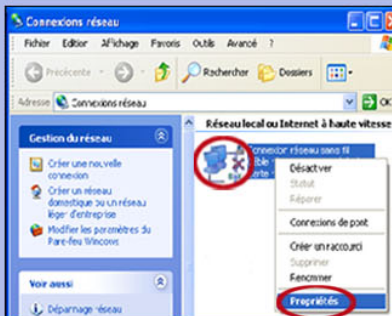 Connexions réseau
Fichier Edition Affichage Favoris Outils Avancé ?
Précécente Rechercher Dossiers
Adresse Connexions réseau OK
Réseau local ou Internet à haute vitesse
Gestion du réseau
Créer une nouvelle
connexion
Créer un réseau
domestique ou un réseau
léger d'entreprise
Modifier les paramètres du
Pare-feu Windows
Voir aussi
Dépannage réseau
Connexion réseau sans fil
Désactiver
Statut
Réparer
Connexions de pont
Créer un raccourci
Supprimer
Renommer
Propriétés